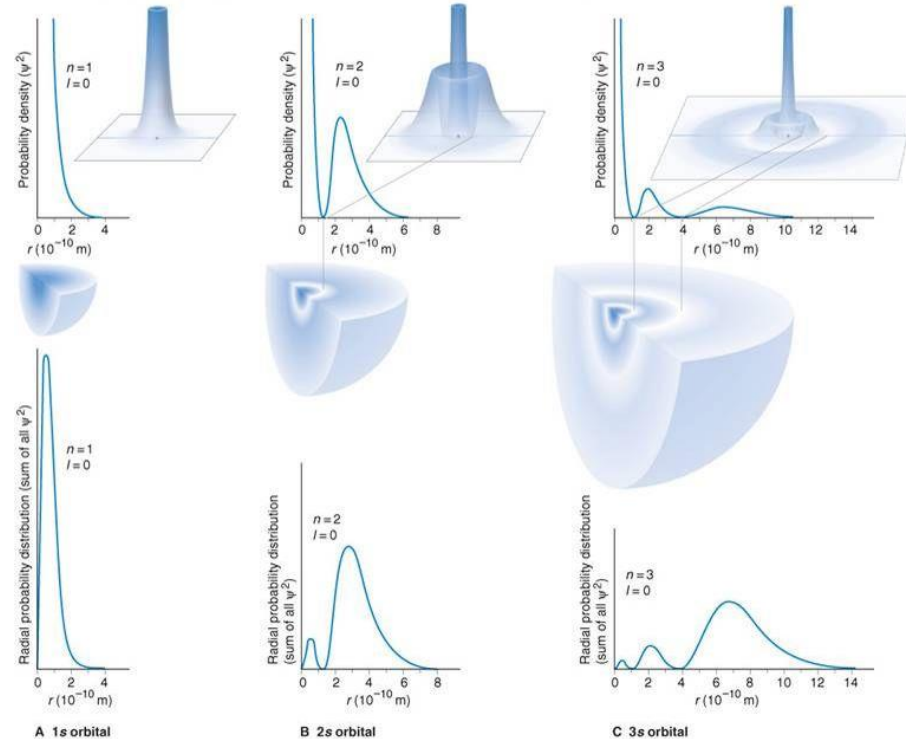 Probability density (ψ²)
n = 1
l = 0
0 2 4
r (10⁻¹⁰ m)
Probability density (ψ²)
n = 2
l = 0
0 2 4 6 8
r (10⁻¹⁰ m)
Probability density (ψ²)
n = 3
l = 0
0 2 4 6 8 10 12 14
r (10⁻¹⁰ m)
Radial probability distribution (sum of all ψ²)
n = 1
l = 0
0 2 4
r (10⁻¹⁰ m)
Radial probability distribution
(sum of all ψ²)
n = 2
l = 0
0 2 4 6 8
r (10⁻¹⁰ m)
Radial probability distribution
(sum of all ψ²)
n = 3
l = 0
0 2 4 6 8 10 12 14
r (10⁻¹⁰ m)
A 1s orbital
B 2s orbital
C 3s orbital